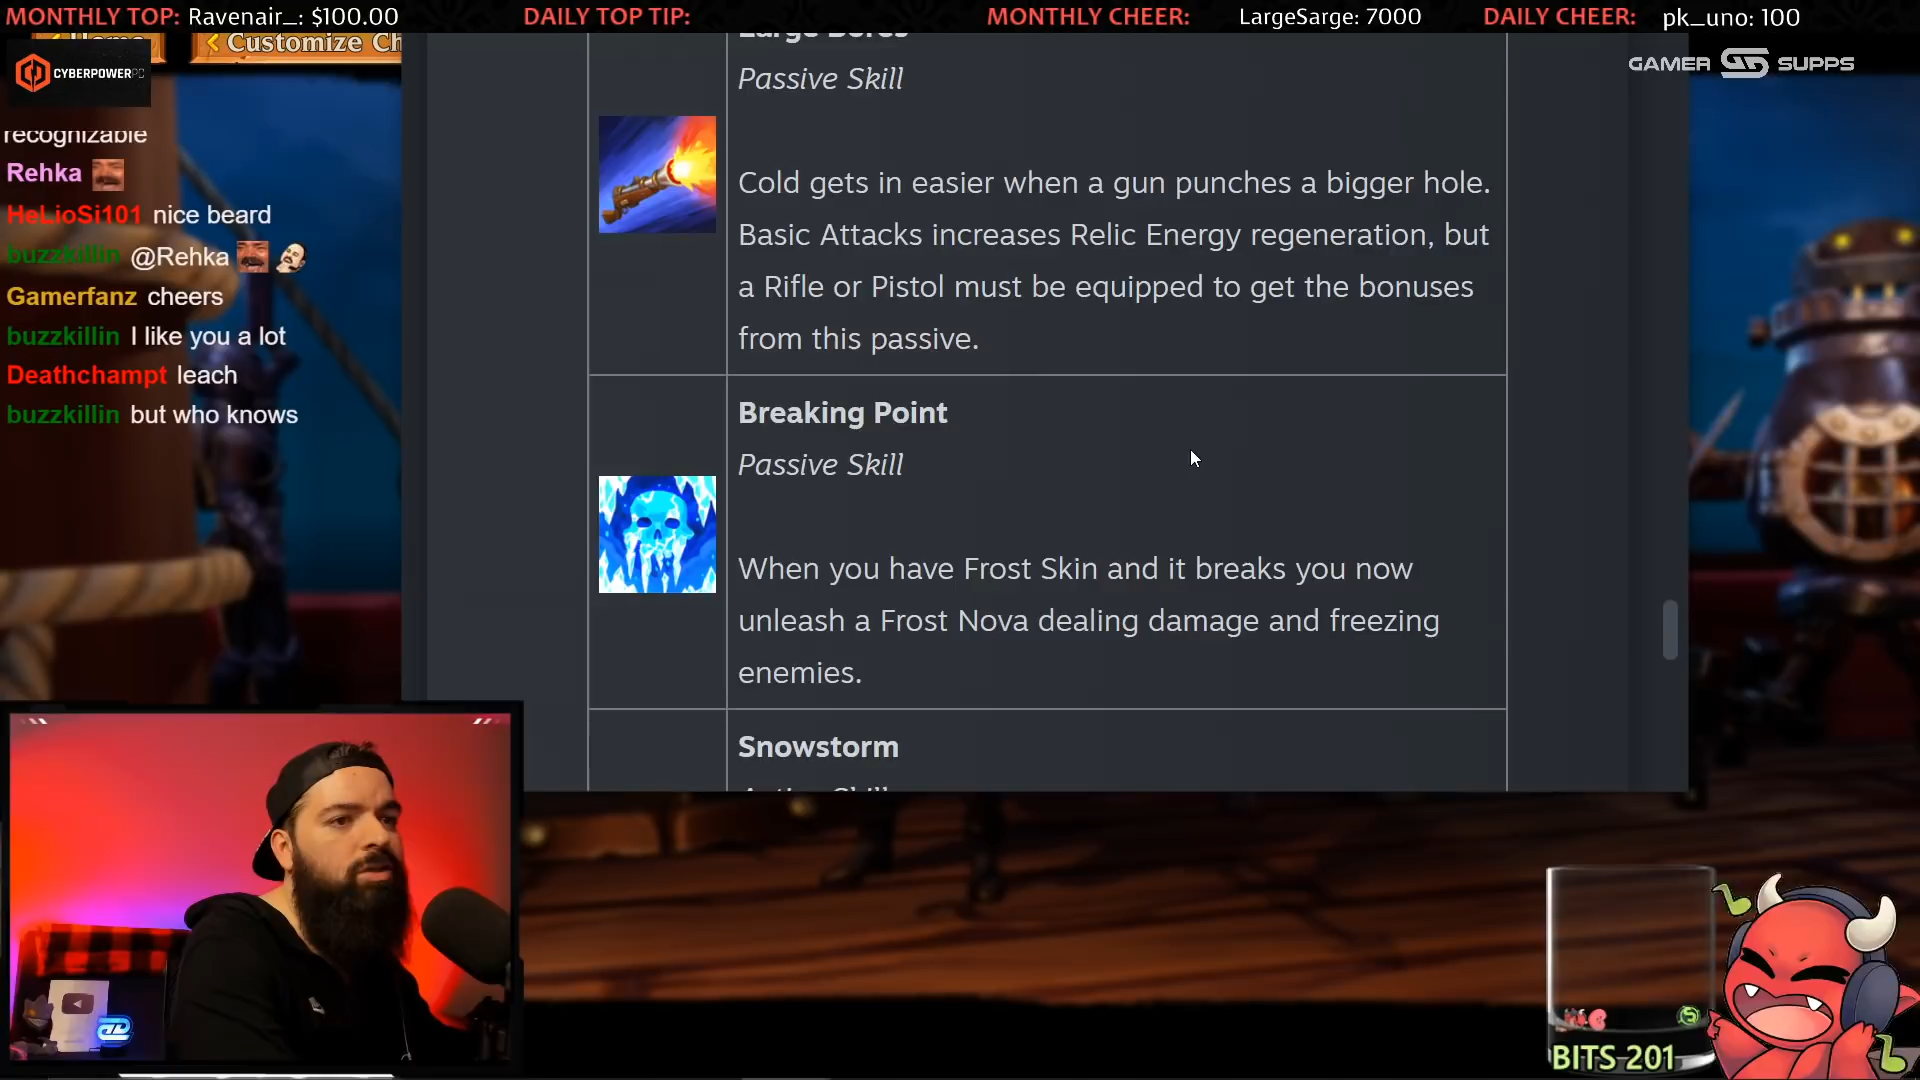 MONTHLY TOP: Ravenair_: $100.00 DAILY TOP TIP: MONTHLY CHEER: LargeSarge: 7000 DAILY CHEER: pk_uno: 100
Customize Ch
CYBERPOWERPC
GAMER SUPPS
Passive Skill
recognizable
Rehka
HeLioSi101 nice beard
buzzkillin @Rehka
Gamerfanz cheers
buzzkillin I like you a lot
Deathchampt leach
buzzkillin but who knows
Cold gets in easier when a gun punches a bigger hole.
Basic Attacks increases Relic Energy regeneration, but
a Rifle or Pistol must be equipped to get the bonuses
from this passive.
Breaking Point
Passive Skill
When you have Frost Skin and it breaks you now
unleash a Frost Nova dealing damage and freezing
enemies.
Snowstorm
BITS 201